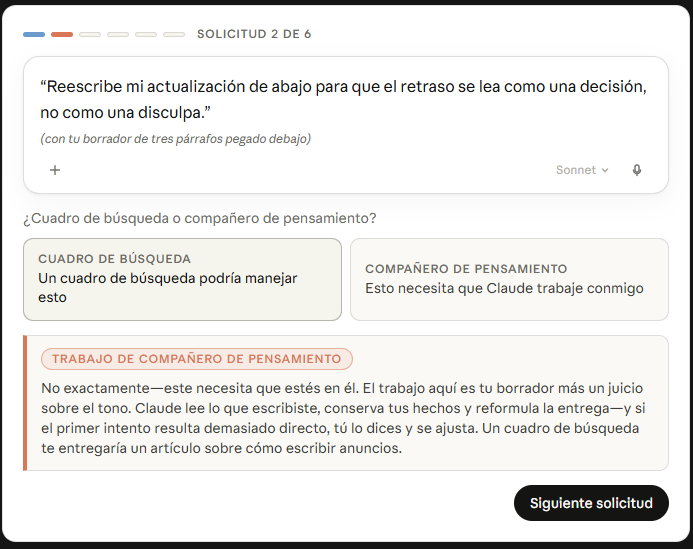 SOLICITUD 2 DE 6
“Reescribe mi actualización de abajo para que el retraso se lea como una decisión,
no como una disculpa.”
(con tu borrador de tres párrafos pegado debajo)
Sonnet
¿Cuadro de búsqueda o compañero de pensamiento?
CUADRO DE BÚSQUEDA
Un cuadro de búsqueda podría manejar
esto
COMPAÑERO DE PENSAMIENTO
Esto necesita que Claude trabaje conmigo
TRABAJO DE COMPAÑERO DE PENSAMIENTO
No exactamente—este necesita que estés en él. El trabajo aquí es tu borrador más un juicio
sobre el tono. Claude lee lo que escribiste, conserva tus hechos y reformula la entrega—y si
el primer intento resulta demasiado directo, tú lo dices y se ajusta. Un cuadro de búsqueda
te entregaría un artículo sobre cómo escribir anuncios.
Siguiente solicitud